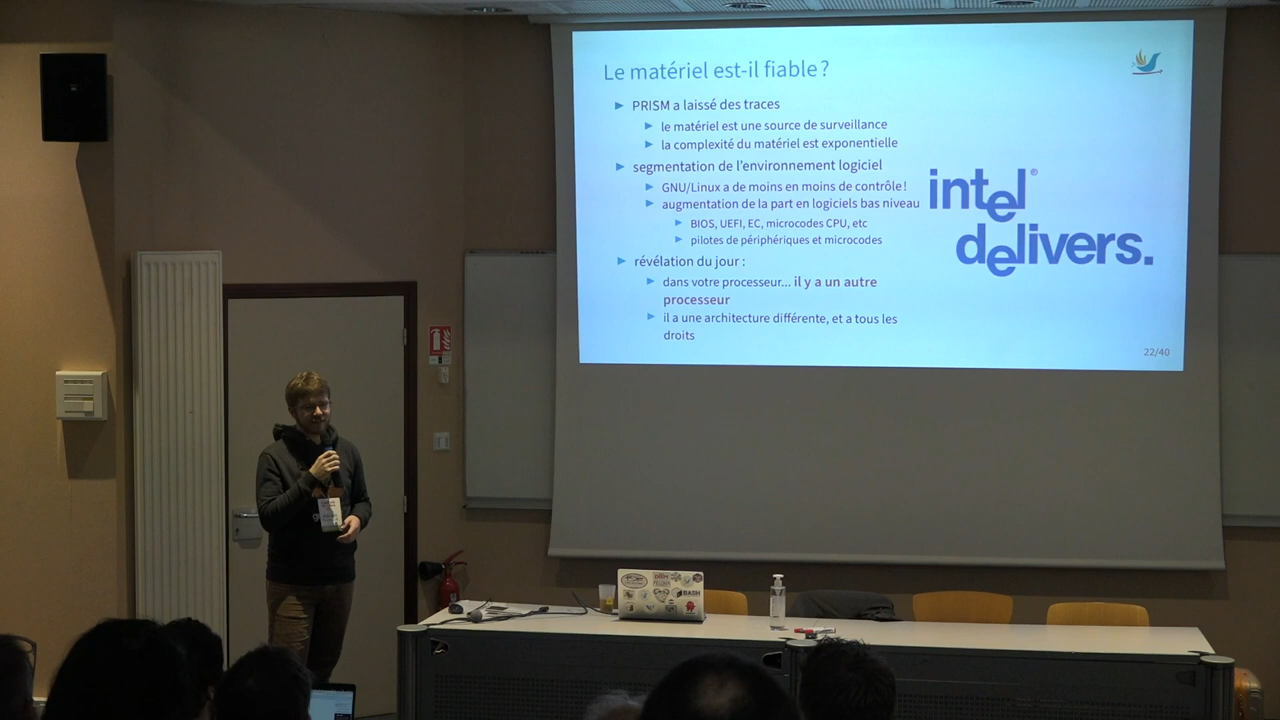 Le matériel est-il fiable ?
PRISM a laissé des traces
le matériel est une source de surveillance
la complexité du matériel est exponentielle
segmentation de l'environnement logiciel
GNU/Linux a de moins en moins de contrôle !
augmentation de la part en logiciels bas niveau
BIOS, UEFI, EC, microcodes CPU, etc
pilotes de périphériques et microcodes
révélation du jour :
dans votre processeur... il y a un autre
processeur
il a une architecture différente, et a tous les
droits
intel®
delivers.
22/40
BASH